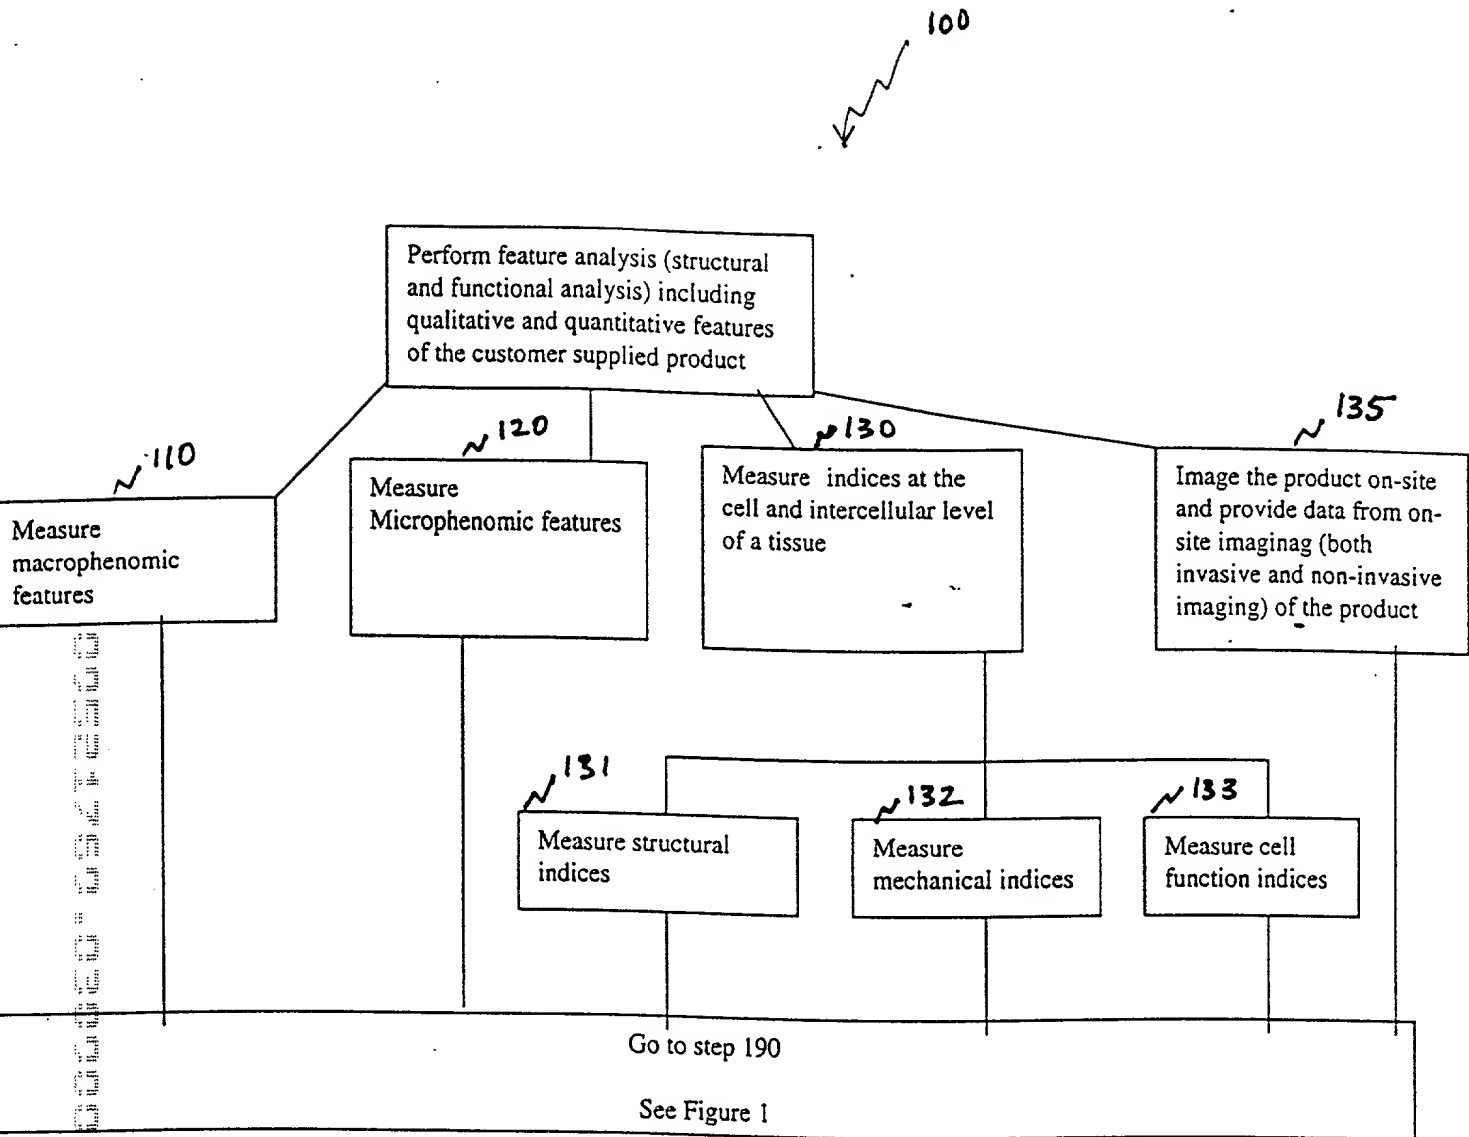 100
Perform feature analysis (structural
and functional analysis) including
qualitative and quantitative features
of the customer supplied product
110
Measure
macrophenomic
features
120
Measure
Microphenomic features
130
Measure indices at the
cell and intercellular level
of a tissue
135
Image the product on-site
and provide data from on-
site imaginag (both
invasive and non-invasive
imaging) of the product
131
Measure structural
indices
132
Measure
mechanical indices
133
Measure cell
function indices
Go to step 190
See Figure 1